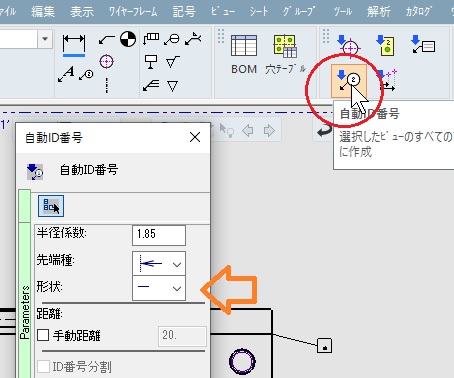 ァイル 編集 ワイヤーフレーム 記号 ビュー シート グループ ツール 解析 カタログ ワイ
A
BOM 穴テーブル
2
2
自動ID番号
選択したビューのすべての
に作成
自動ID番号
自動ID番号
Parameters
半径係数: 1.85
先端種:
形状:
距離:
手動距離 20.
ID番号分割